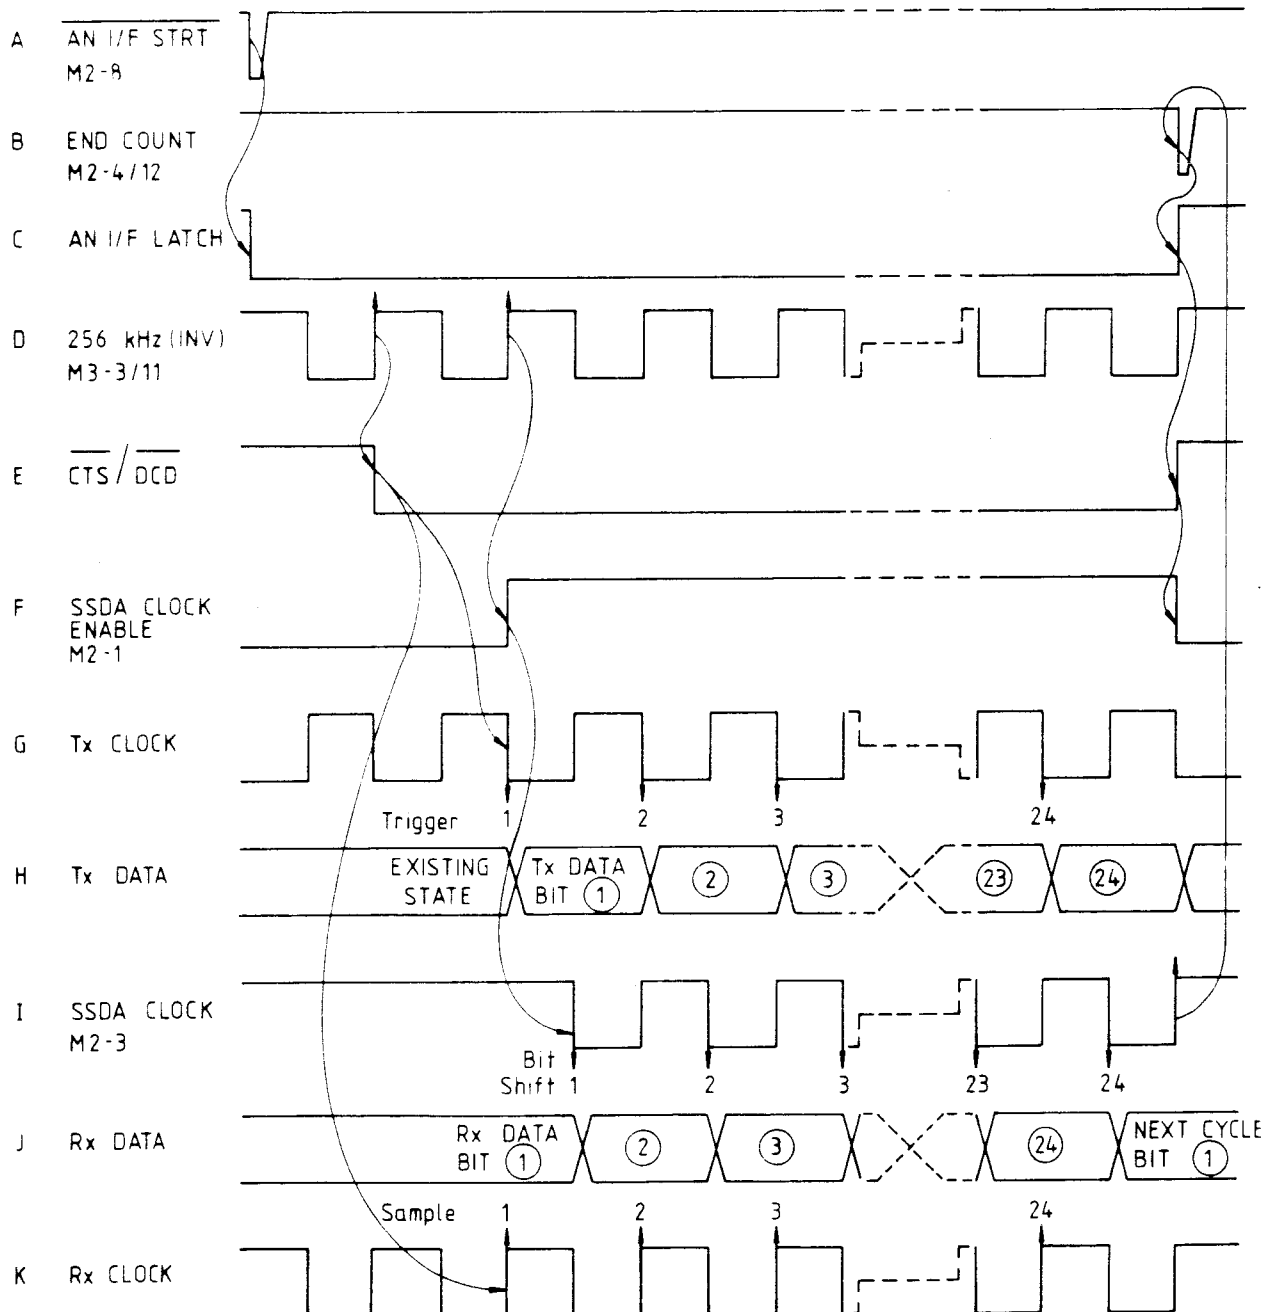 A AN I/F STRT
M2-8
B END COUNT
M2-4/12
C AN I/F LATCH
D 256 kHz (INV)
M3-3/11
E CTS / DCD
F SSDA CLOCK
ENABLE
M2-1
G Tx CLOCK
Trigger 1 2 3 24
H Tx DATA
EXISTING
STATE
Tx DATA
BIT 1
2 3 23 24
I SSDA CLOCK
M2-3
Bit
Shift 1 2 3 23 24
J Rx DATA
Rx DATA
BIT 1
2 3 24
NEXT CYCLE
BIT 1
Sample 1 2 3 24
K Rx CLOCK